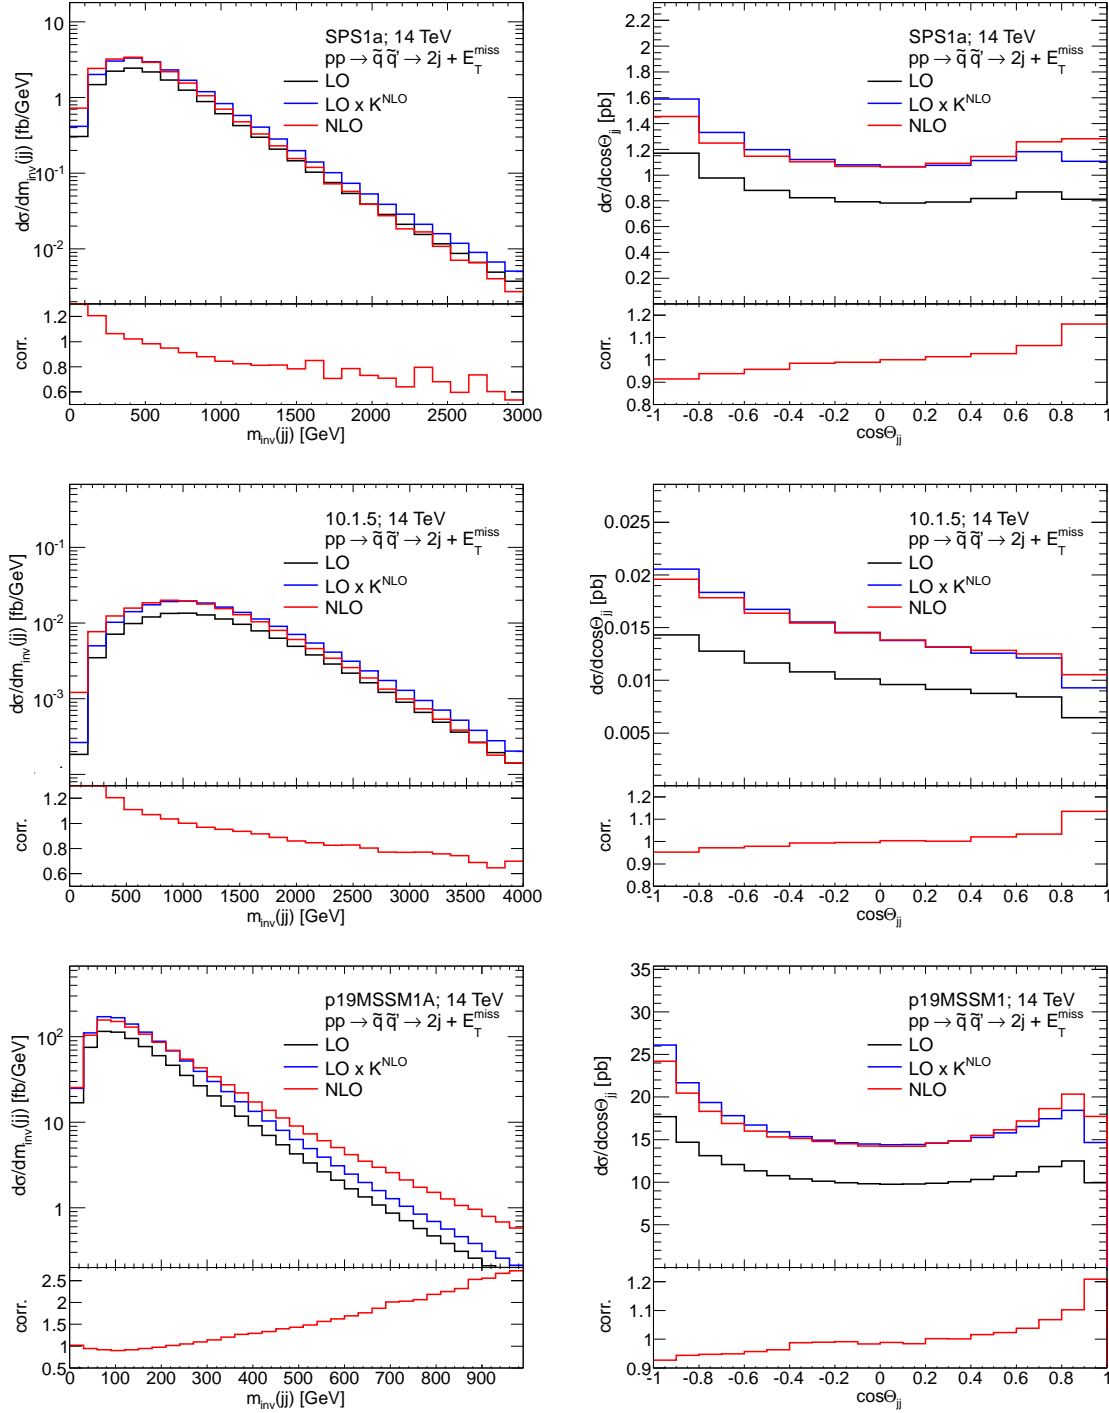 10
1
10^-1
10^-2
dσ/dm_inv(jj) [fb/GeV]
SPS1a; 14 TeV
pp → q̃ q̃' → 2j + E_T^miss
LO
LO x K^NLO
NLO
1.2
1
0.8
0.6
corr.
0 500 1000 1500 2000 2500 3000
m_inv(jj) [GeV]
2.2
2
1.8
1.6
1.4
1.2
1
0.8
0.6
0.4
0.2
dσ/dcosΘ_jj [pb]
SPS1a; 14 TeV
pp → q̃ q̃' → 2j + E_T^miss
LO
LO x K^NLO
NLO
1.2
1.1
1
0.9
0.8
corr.
-1 -0.8 -0.6 -0.4 -0.2 0 0.2 0.4 0.6 0.8 1
cosΘ_jj
10^-1
10^-2
10^-3
dσ/dm_inv(jj) [fb/GeV]
10.1.5; 14 TeV
pp → q̃ q̃' → 2j + E_T^miss
LO
LO x K^NLO
NLO
1.2
1
0.8
0.6
corr.
0 500 1000 1500 2000 2500 3000 3500 4000
m_inv(jj) [GeV]
0.025
0.02
0.015
0.01
0.005
dσ/dcosΘ_jj [pb]
10.1.5; 14 TeV
pp → q̃ q̃' → 2j + E_T^miss
LO
LO x K^NLO
NLO
1.2
1.1
1
0.9
0.8
corr.
-1 -0.8 -0.6 -0.4 -0.2 0 0.2 0.4 0.6 0.8 1
cosΘ_jj
10^2
10
1
dσ/dm_inv(jj) [fb/GeV]
p19MSSM1A; 14 TeV
pp → q̃ q̃' → 2j + E_T^miss
LO
LO x K^NLO
NLO
2.5
2
1.5
1
0.5
corr.
0 100 200 300 400 500 600 700 800 900
m_inv(jj) [GeV]
35
30
25
20
15
10
5
dσ/dcosΘ_jj [pb]
p19MSSM1; 14 TeV
pp → q̃ q̃' → 2j + E_T^miss
LO
LO x K^NLO
NLO
1.2
1.1
1
0.9
corr.
-1 -0.8 -0.6 -0.4 -0.2 0 0.2 0.4 0.6 0.8 1
cosΘ_jj